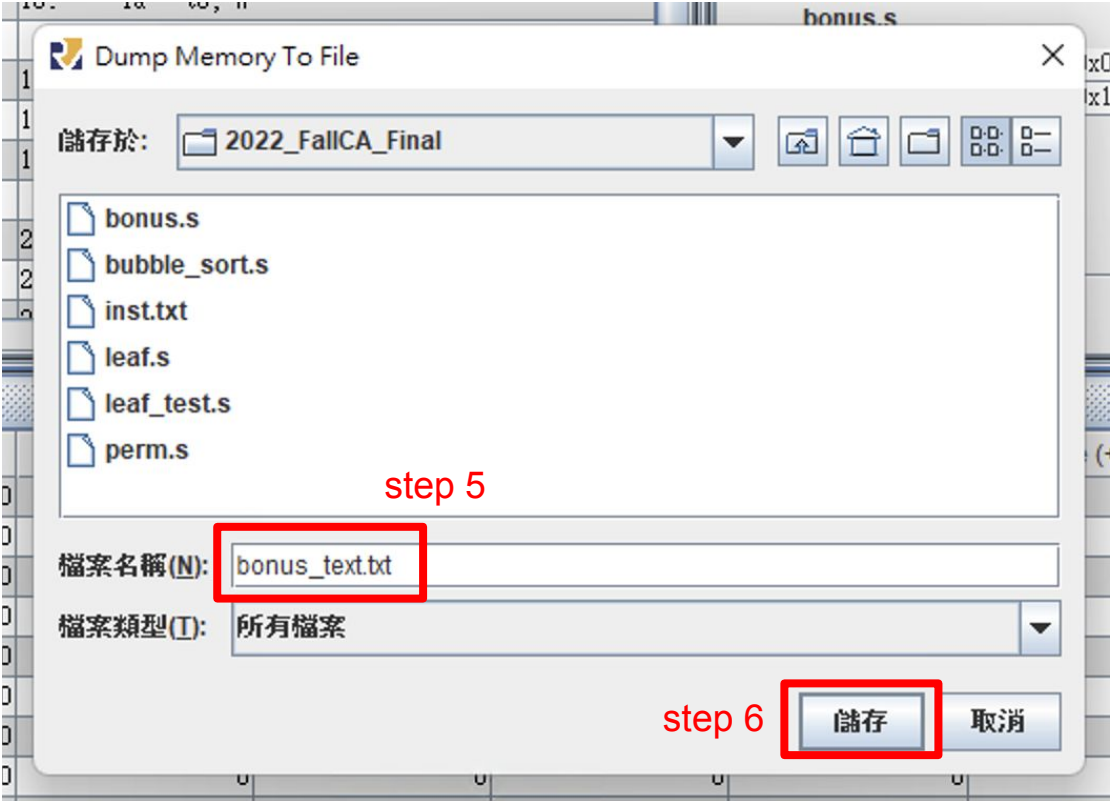 bonus.s
Dump Memory To File
儲存於:
2022_FallCA_Final
bonus.s
bubble_sort.s
inst.txt
leaf.s
leaf_test.s
perm.s
step 5
檔案名稱(N):
bonus_text.txt
檔案類型(T):
所有檔案
step 6
儲存
取消